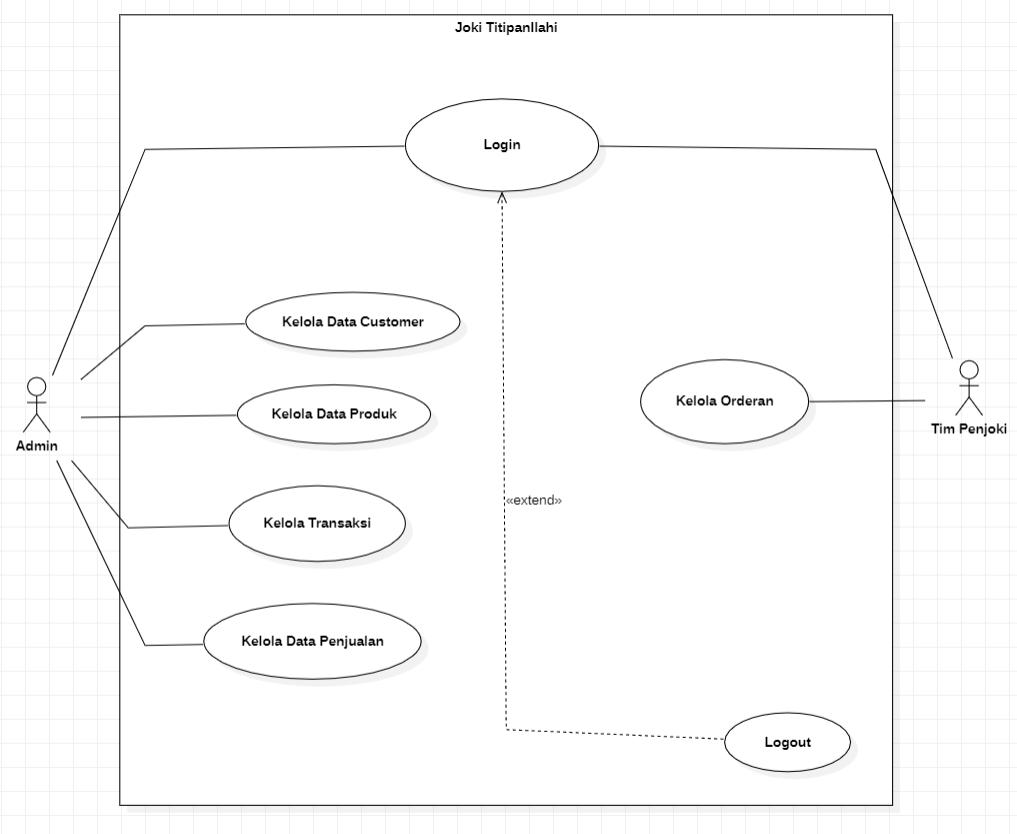 Joki Titipanllahi
Login
Kelola Data Customer
Kelola Data Produk
Kelola Orderan
Admin
Tim Penjoki
«extend»
Kelola Transaksi
Kelola Data Penjualan
Logout